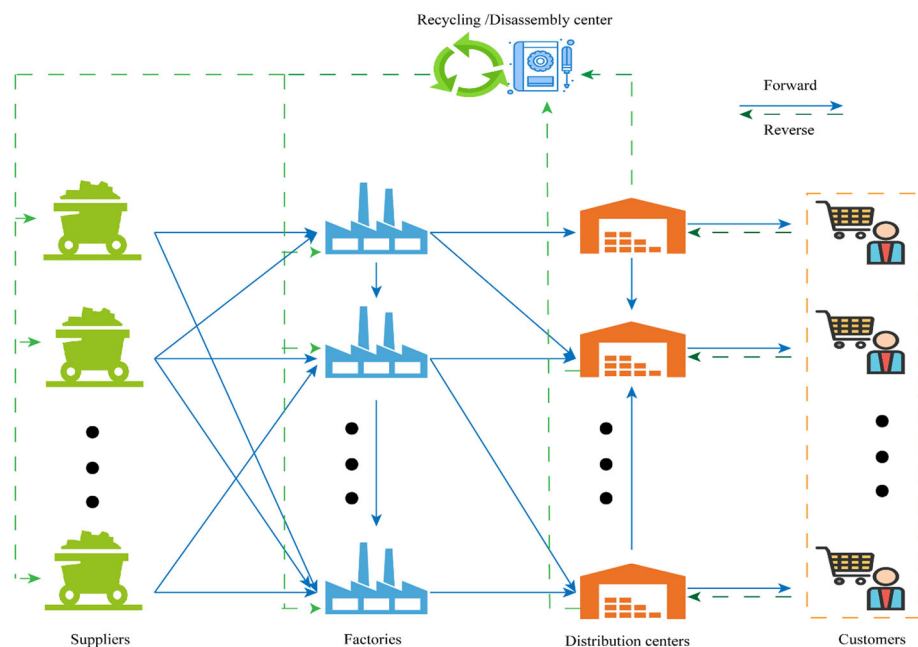 Recycling /Disassembly center
Forward
Reverse
Suppliers
Factories
Distribution centers
Customers